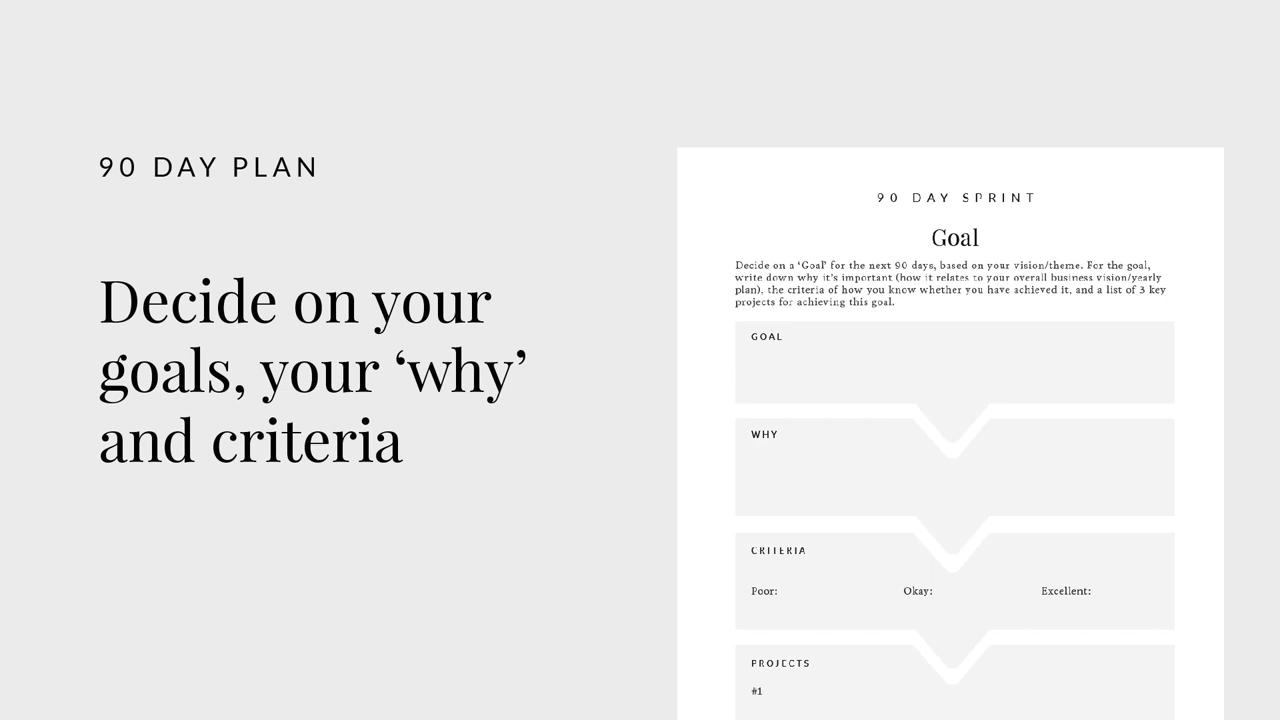 90 DAY PLAN
Decide on your
goals, your ‘why’
and criteria
90 DAY SPRINT
Goal
Decide on a ‘Goal’ for the next 90 days, based on your vision/theme. For the goal,
write down why it’s important (how it relates to your overall business vision/yearly
plan), the criteria of how you know whether you have achieved it, and a list of 3 key
projects for achieving this goal.
GOAL
WHY
CRITERIA
Poor: Okay: Excellent:
PROJECTS
#1